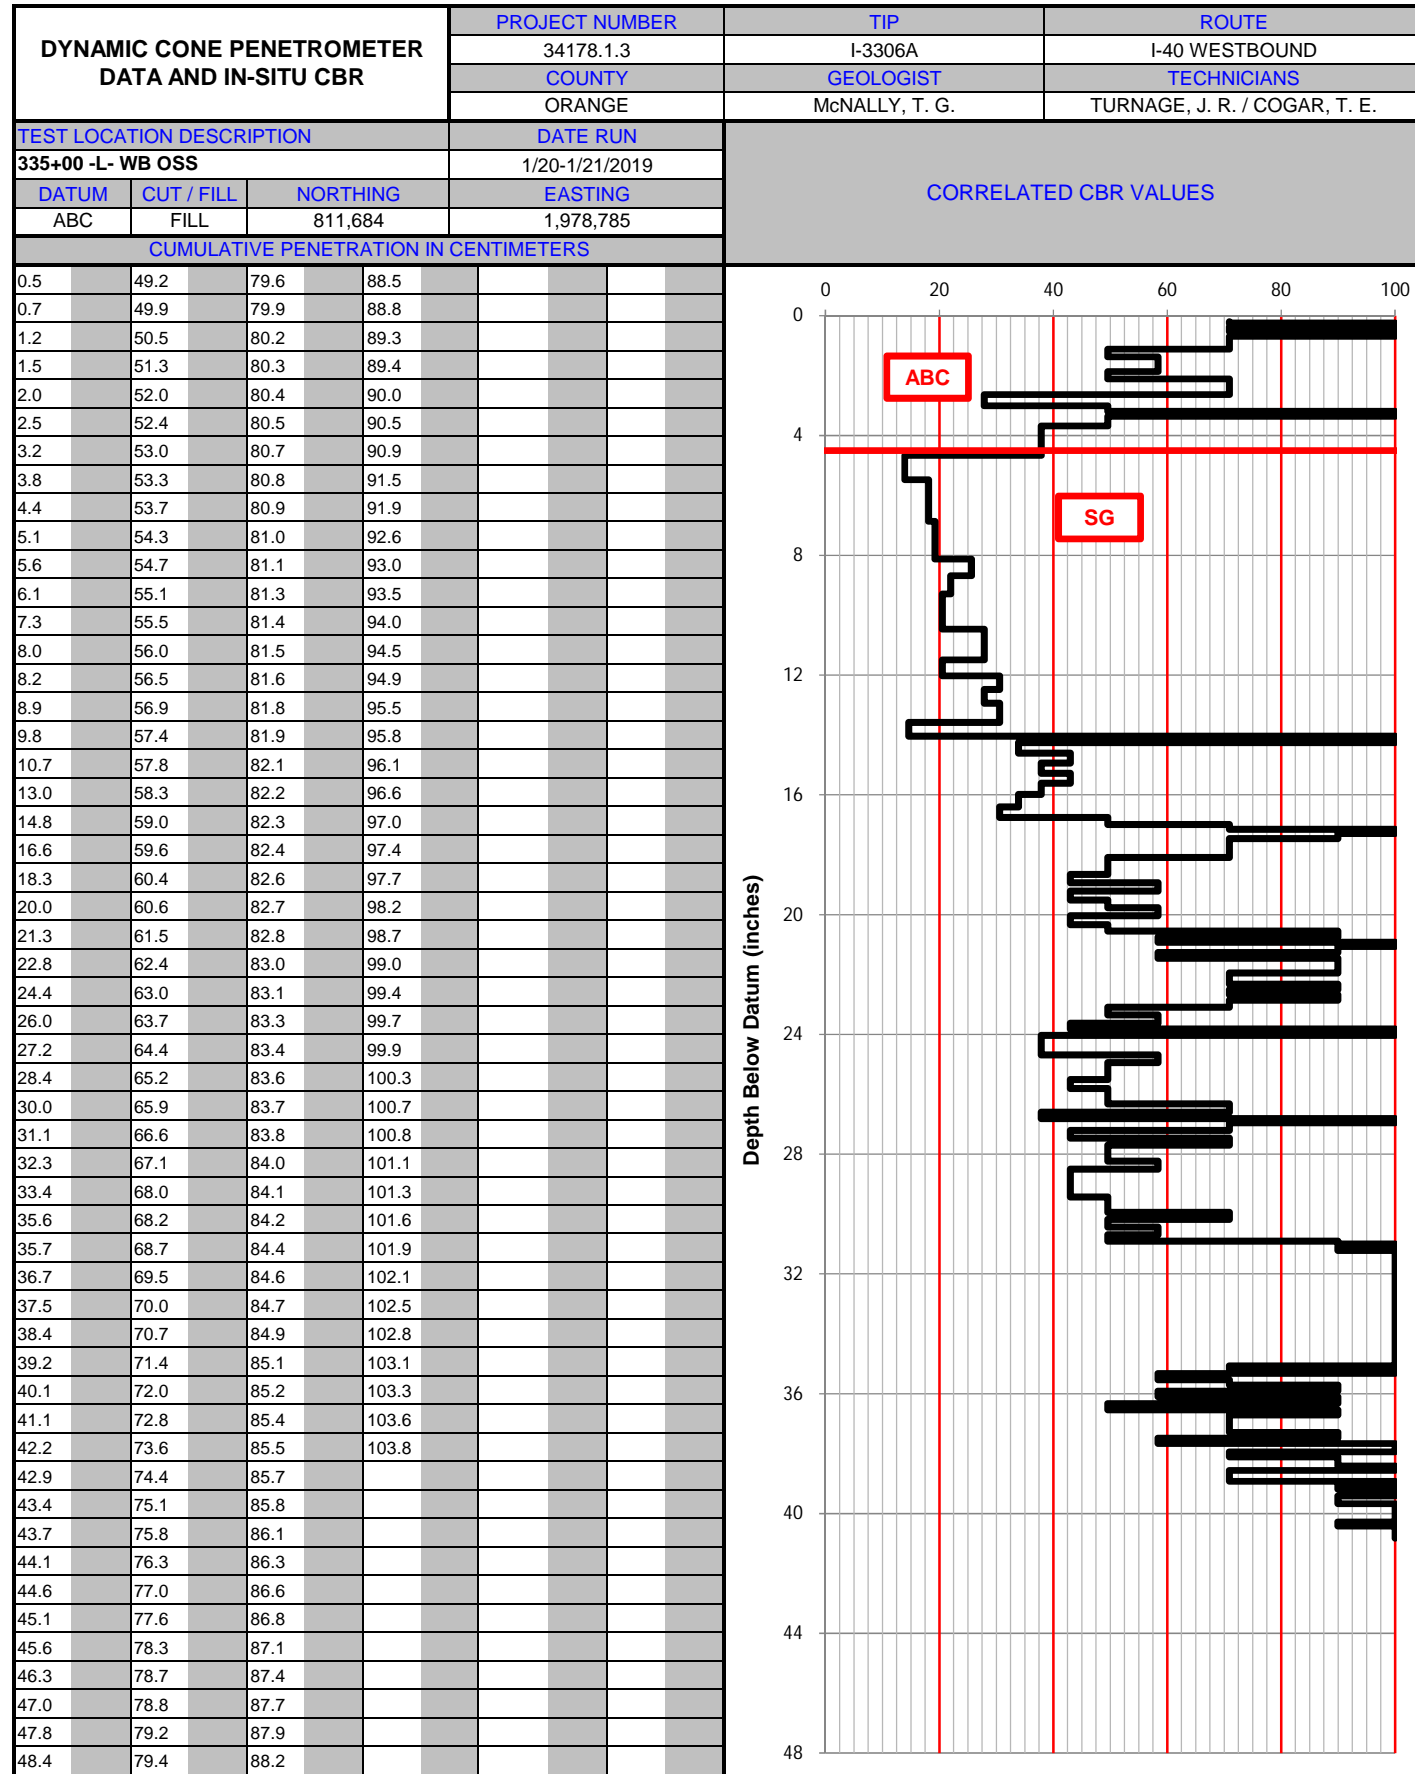 DYNAMIC CONE PENETROMETER
DATA AND IN-SITU CBR
PROJECT NUMBER TIP ROUTE
34178.1.3 I-3306A I-40 WESTBOUND
COUNTY GEOLOGIST TECHNICIANS
ORANGE McNALLY, T. G. TURNAGE, J. R. / COGAR, T. E.
TEST LOCATION DESCRIPTION DATE RUN
335+00 -L- WB OSS 1/20-1/21/2019
DATUM CUT / FILL NORTHING EASTING
ABC FILL 811,684 1,978,785
CUMULATIVE PENETRATION IN CENTIMETERS
CORRELATED CBR VALUES
0.5 49.2 79.6 88.5
0.7 49.9 79.9 88.8
1.2 50.5 80.2 89.3
1.5 51.3 80.3 89.4
2.0 52.0 80.4 90.0
2.5 52.4 80.5 90.5
3.2 53.0 80.7 90.9
3.8 53.3 80.8 91.5
4.4 53.7 80.9 91.9
5.1 54.3 81.0 92.6
5.6 54.7 81.1 93.0
6.1 55.1 81.3 93.5
7.3 55.5 81.4 94.0
8.0 56.0 81.5 94.5
8.2 56.5 81.6 94.9
8.9 56.9 81.8 95.5
9.8 57.4 81.9 95.8
10.7 57.8 82.1 96.1
13.0 58.3 82.2 96.6
14.8 59.0 82.3 97.0
16.6 59.6 82.4 97.4
18.3 60.4 82.6 97.7
20.0 60.6 82.7 98.2
21.3 61.5 82.8 98.7
22.8 62.4 83.0 99.0
24.4 63.0 83.1 99.4
26.0 63.7 83.3 99.7
27.2 64.4 83.4 99.9
28.4 65.2 83.6 100.3
30.0 65.9 83.7 100.7
31.1 66.6 83.8 100.8
32.3 67.1 84.0 101.1
33.4 68.0 84.1 101.3
35.6 68.2 84.2 101.6
35.7 68.7 84.4 101.9
36.7 69.5 84.6 102.1
37.5 70.0 84.7 102.5
38.4 70.7 84.9 102.8
39.2 71.4 85.1 103.1
40.1 72.0 85.2 103.3
41.1 72.8 85.4 103.6
42.2 73.6 85.5 103.8
42.9 74.4 85.7
43.4 75.1 85.8
43.7 75.8 86.1
44.1 76.3 86.3
44.6 77.0 86.6
45.1 77.6 86.8
45.6 78.3 87.1
46.3 78.7 87.4
47.0 78.8 87.7
47.8 79.2 87.9
48.4 79.4 88.2
0 20 40 60 80 100
0
4
8
12
16
20
24
28
32
36
40
44
48
Depth Below Datum (inches)
ABC
SG